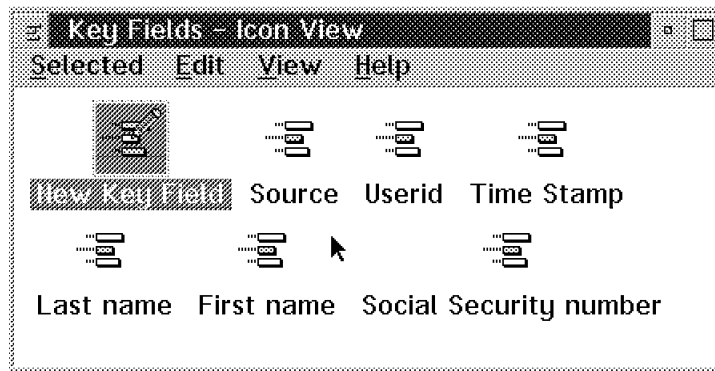 Key Fields - Icon View
Selected Edit View Help
New Key Field Source Userid Time Stamp
Last name First name Social Security number